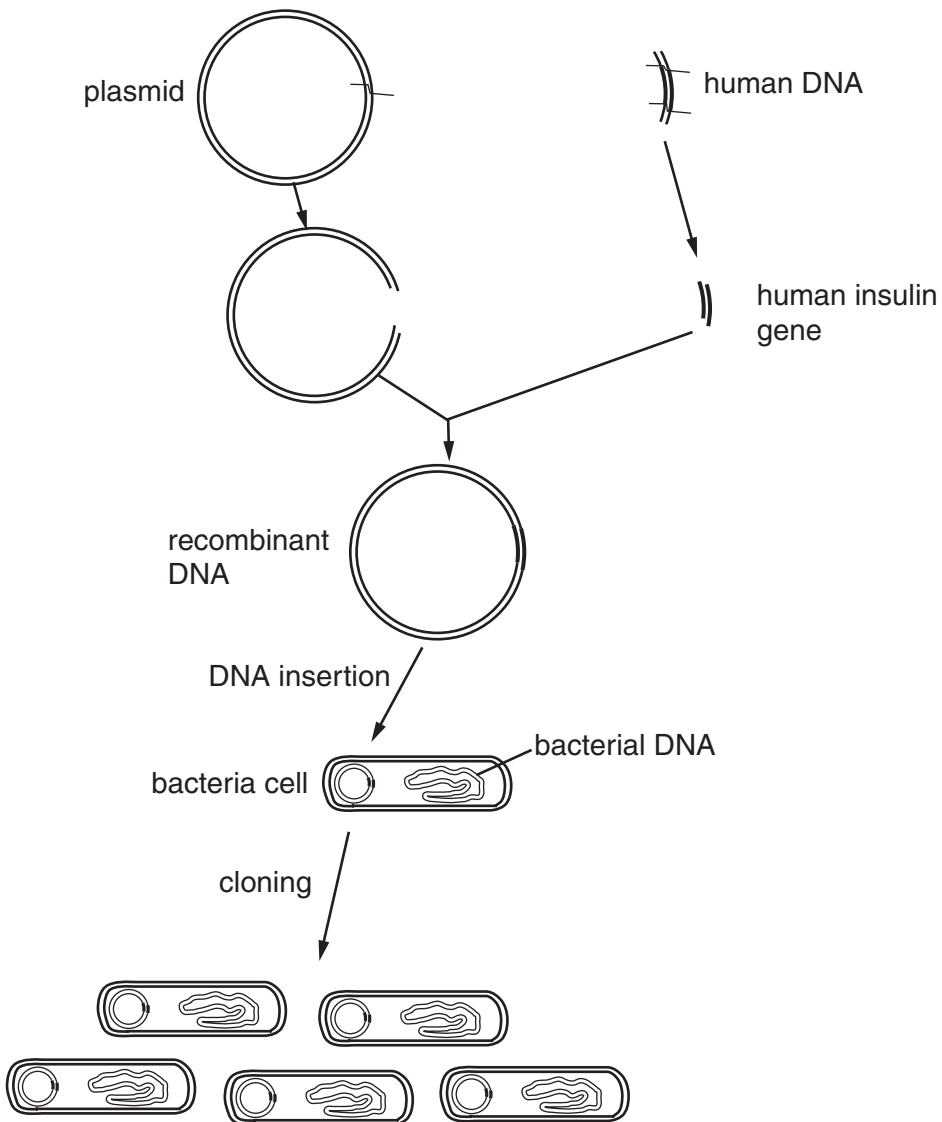 plasmid
human DNA
human insulin
gene
recombinant
DNA
DNA insertion
bacterial DNA
bacteria cell
cloning